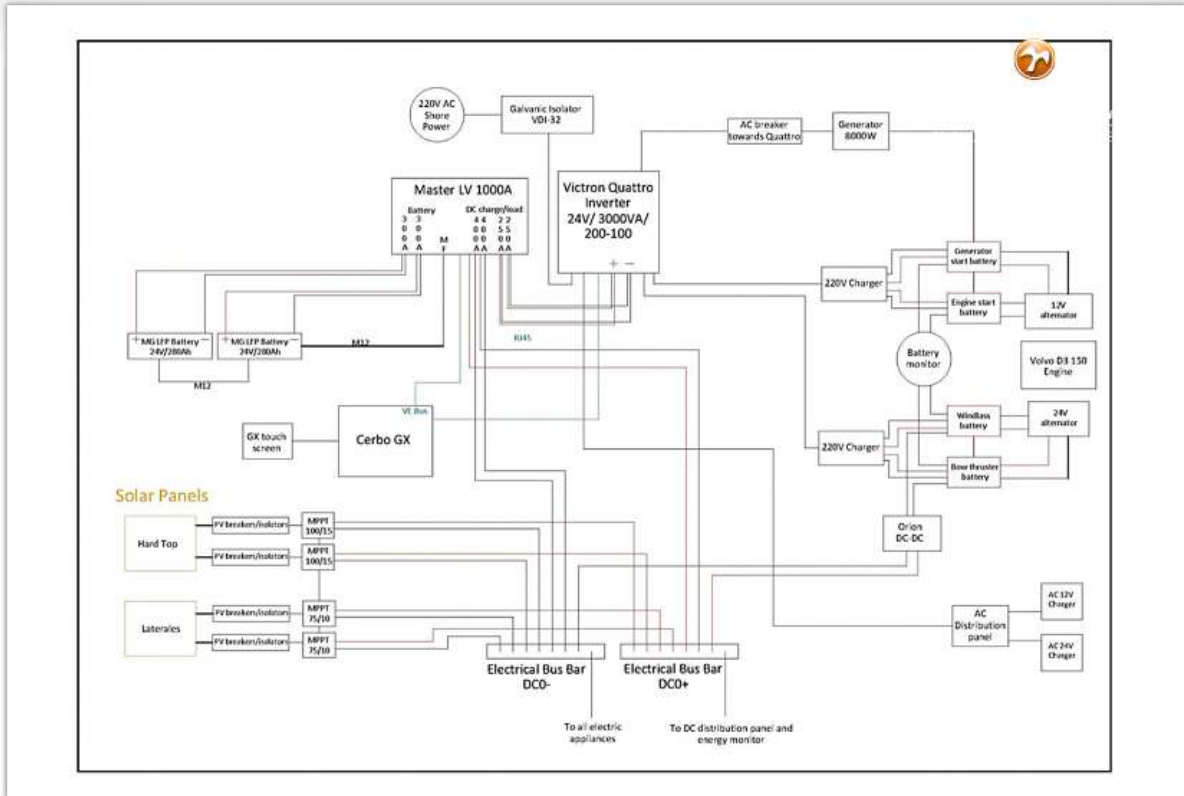 220V AC
Shore
Power
Galvanic Isolator
VDI-32
AC breaker
towards Quattro
Generator
8000W
Master LV 1000A
Battery
DC charge/load
3 3 4 4 2 2
0 0 0 0 5 5
0 0 M 0 0 0 0
A A F A A A A
Victron Quattro
Inverter
24V/ 3000VA/
200-100
+ −
Generator
start battery
220V Charger
Engine start
battery
12V
alternator
+ MG LFP Battery −
24V/280Ah
+ MG LFP Battery −
24V/280Ah
M12
M12
RJ45
Battery
monitor
Volvo D3 150
Engine
VE Bus
Cerbo GX
GX touch
screen
Windlass
battery
24V
alternator
220V Charger
Bow thruster
battery
Solar Panels
Hard Top
PV breakers/isolators
MPPT
100/15
PV breakers/isolators
MPPT
100/15
Orion
DC-DC
Laterales
PV breakers/isolators
MPPT
75/10
PV breakers/isolators
MPPT
75/10
AC
Distribution
panel
AC 12V
Charger
AC 24V
Charger
Electrical Bus Bar
DC0-
Electrical Bus Bar
DC0+
To all electric
appliances
To DC distribution panel and
energy monitor